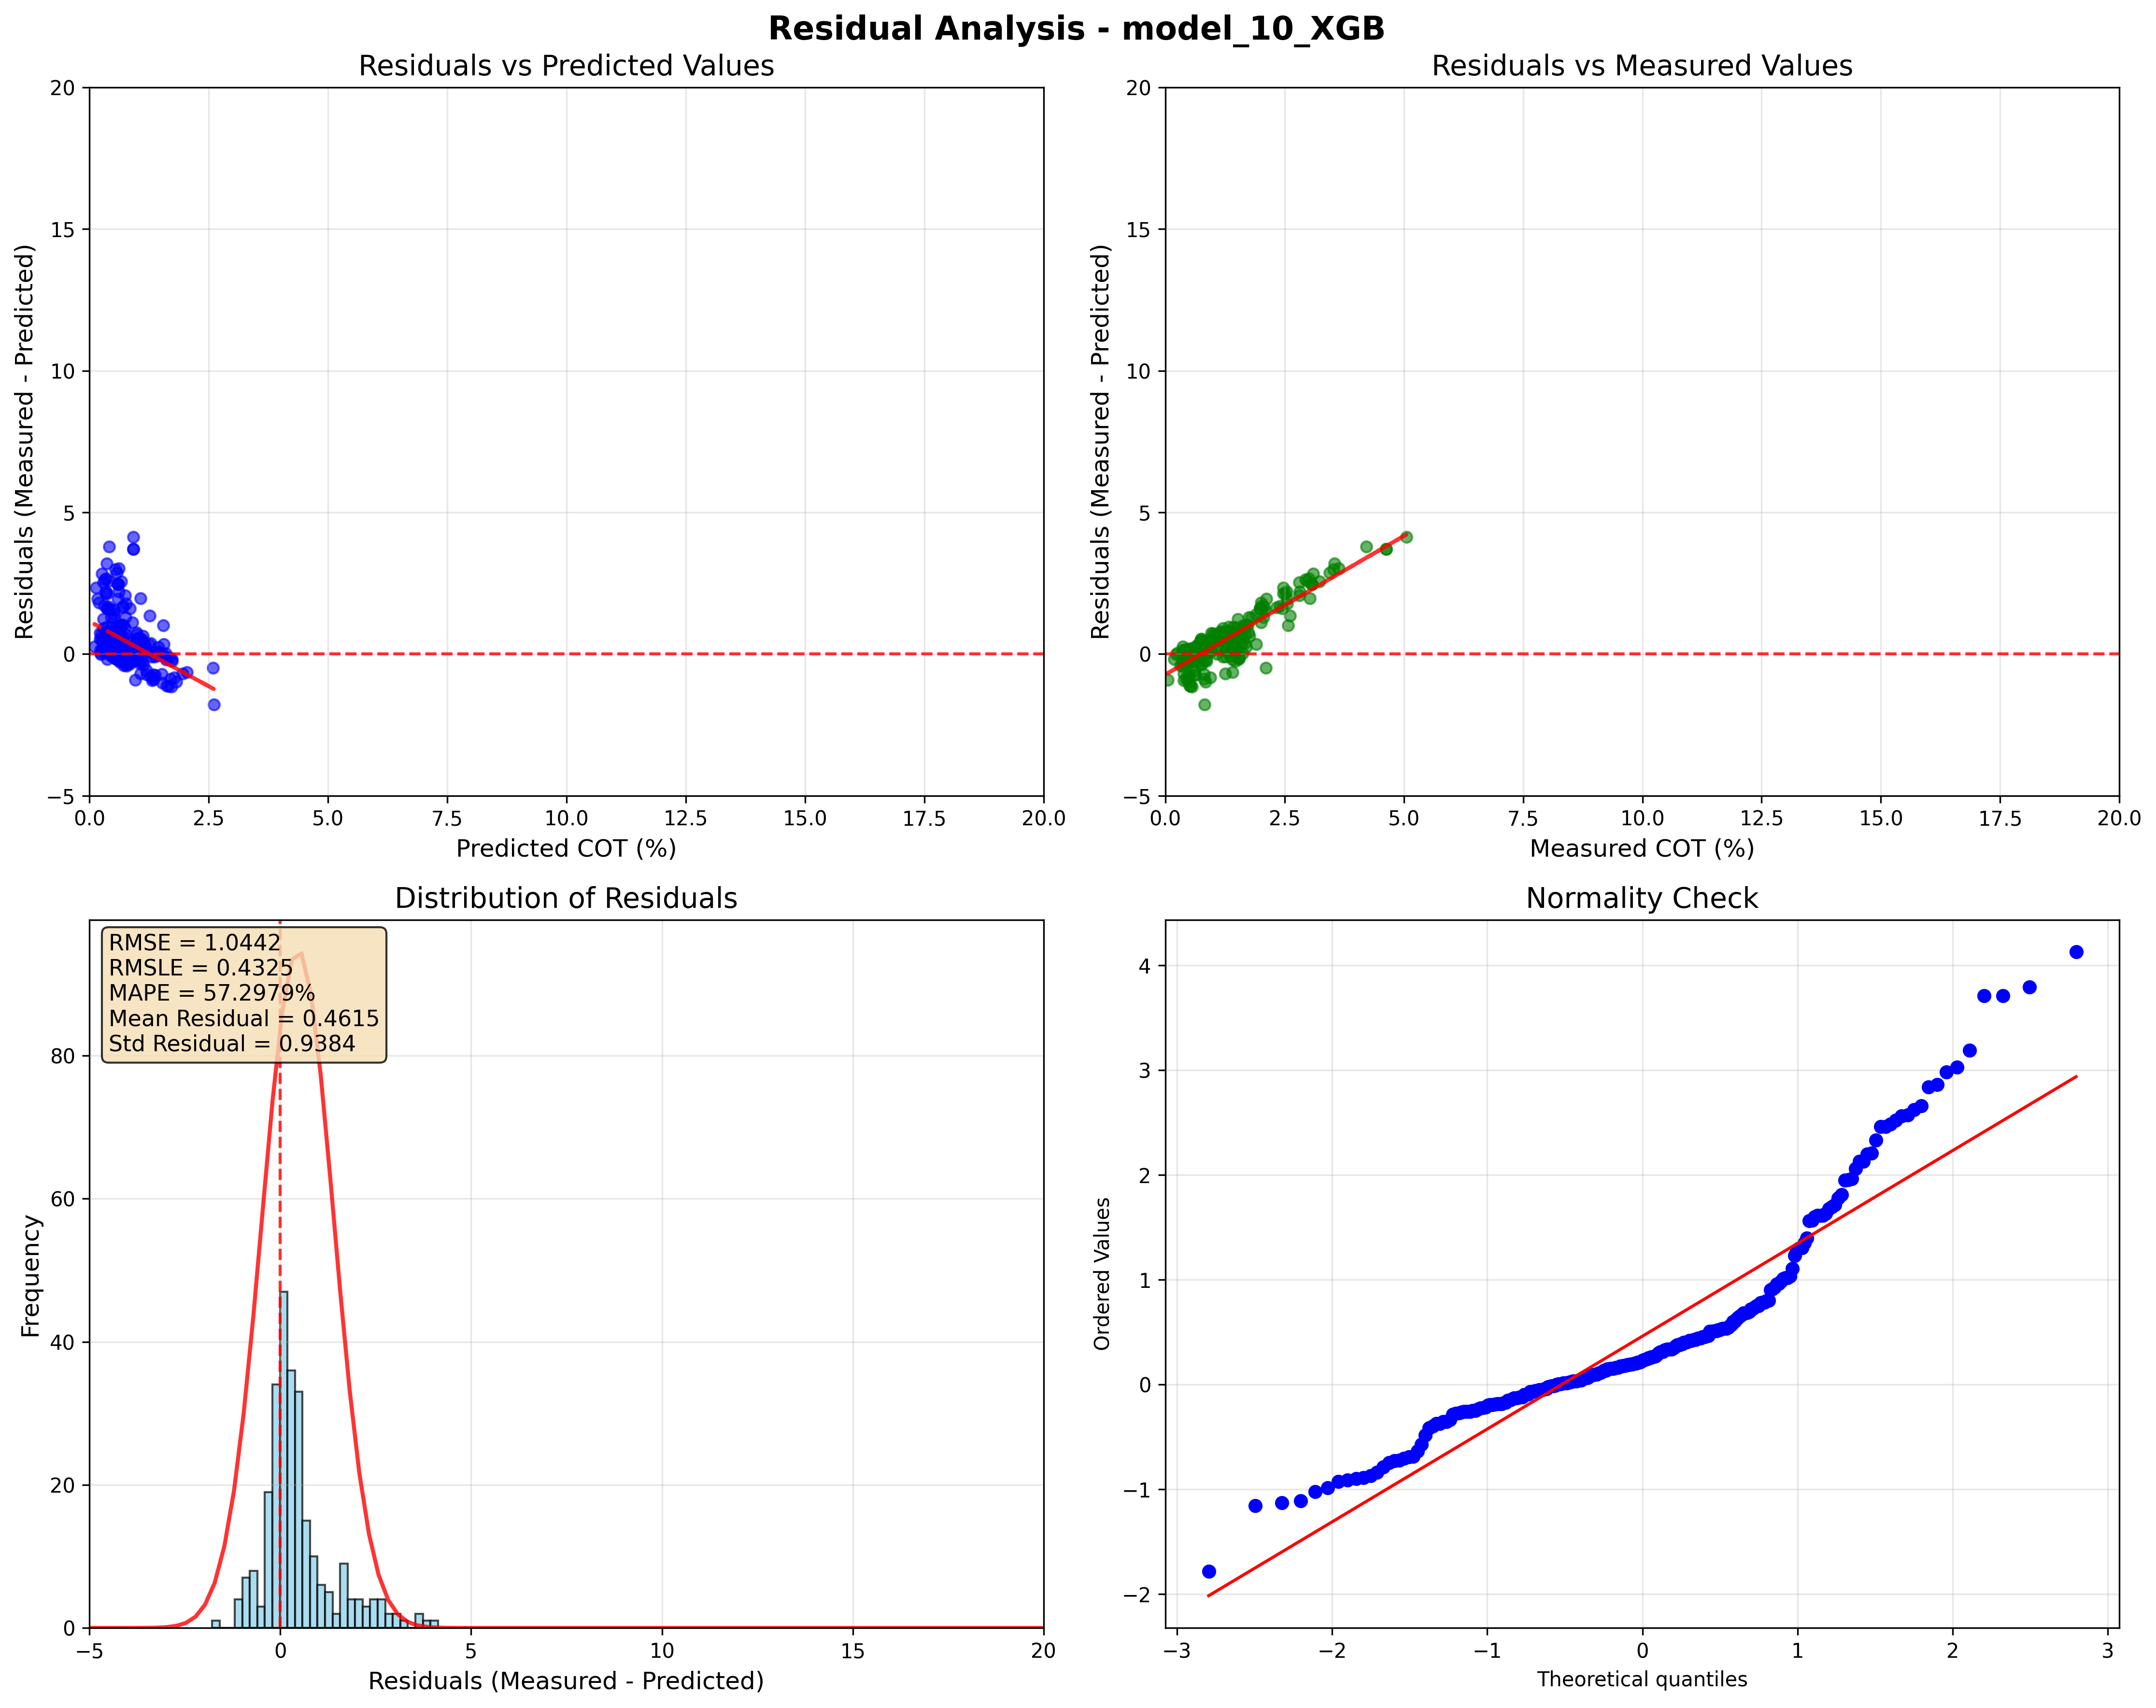 Residual Analysis - model_10_XGB
Residuals vs Predicted Values
20
15
10
5
0
−5
0.0 2.5 5.0 7.5 10.0 12.5 15.0 17.5 20.0
Residuals (Measured - Predicted)
Predicted COT (%)
Residuals vs Measured Values
20
15
10
5
0
−5
0.0 2.5 5.0 7.5 10.0 12.5 15.0 17.5 20.0
Residuals (Measured - Predicted)
Measured COT (%)
Distribution of Residuals
RMSE = 1.0442
RMSLE = 0.4325
MAPE = 57.2979%
Mean Residual = 0.4615
Std Residual = 0.9384
80
60
40
20
0
−5 0 5 10 15 20
Frequency
Residuals (Measured - Predicted)
Normality Check
4
3
2
1
0
−1
−2
−3 −2 −1 0 1 2 3
Ordered Values
Theoretical quantiles